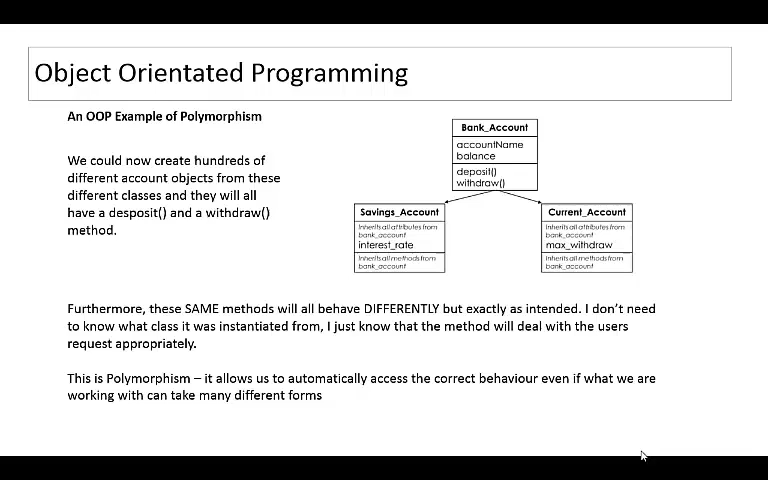 Object Orientated Programming
An OOP Example of Polymorphism
We could now create hundreds of
different account objects from these
different classes and they will all
have a desposit() and a withdraw()
method.
Bank_Account
accountName
balance
deposit()
withdraw()
Savings_Account
Inherits all attributes from
bank_account
interest_rate
Inherits all methods from
bank_account
Current_Account
Inherits all attributes from
bank_account
max_withdraw
Inherits all methods from
bank_account
Furthermore, these SAME methods will all behave DIFFERENTLY but exactly as intended. I don’t need
to know what class it was instantiated from, I just know that the method will deal with the users
request appropriately.
This is Polymorphism – it allows us to automatically access the correct behaviour even if what we are
working with can take many different forms